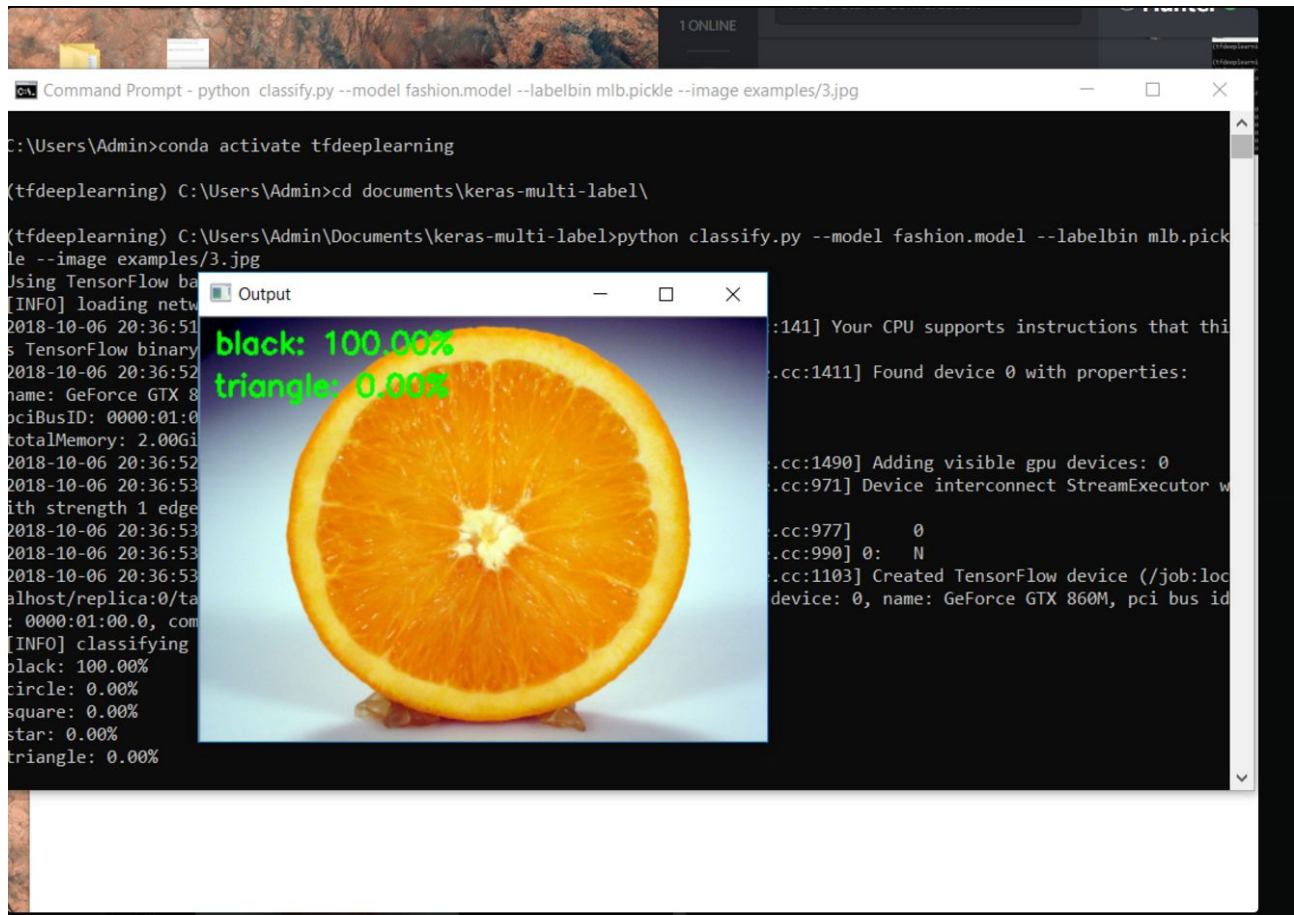 1 ONLINE
Command Prompt - python classify.py --model fashion.model --labelbin mlb.pickle --image examples/3.jpg
C:\Users\Admin>conda activate tfdeeplearning
(tfdeeplearning) C:\Users\Admin>cd documents\keras-multi-label\
(tfdeeplearning) C:\Users\Admin\Documents\keras-multi-label>python classify.py --model fashion.model --labelbin mlb.pick
le --image examples/3.jpg
Using TensorFlow ba
[INFO] loading netw
2018-10-06 20:36:51 :141] Your CPU supports instructions that thi
s TensorFlow binary
2018-10-06 20:36:52 .cc:1411] Found device 0 with properties:
name: GeForce GTX 8
pciBusID: 0000:01:0
totalMemory: 2.00Gi
2018-10-06 20:36:52 .cc:1490] Adding visible gpu devices: 0
2018-10-06 20:36:53 .cc:971] Device interconnect StreamExecutor w
ith strength 1 edge
2018-10-06 20:36:53 .cc:977] 0
2018-10-06 20:36:53 .cc:990] 0: N
2018-10-06 20:36:53 .cc:1103] Created TensorFlow device (/job:loc
alhost/replica:0/ta device: 0, name: GeForce GTX 860M, pci bus id
: 0000:01:00.0, com
[INFO] classifying
black: 100.00%
circle: 0.00%
square: 0.00%
star: 0.00%
triangle: 0.00%
Output
black: 100.00%
triangle: 0.00%